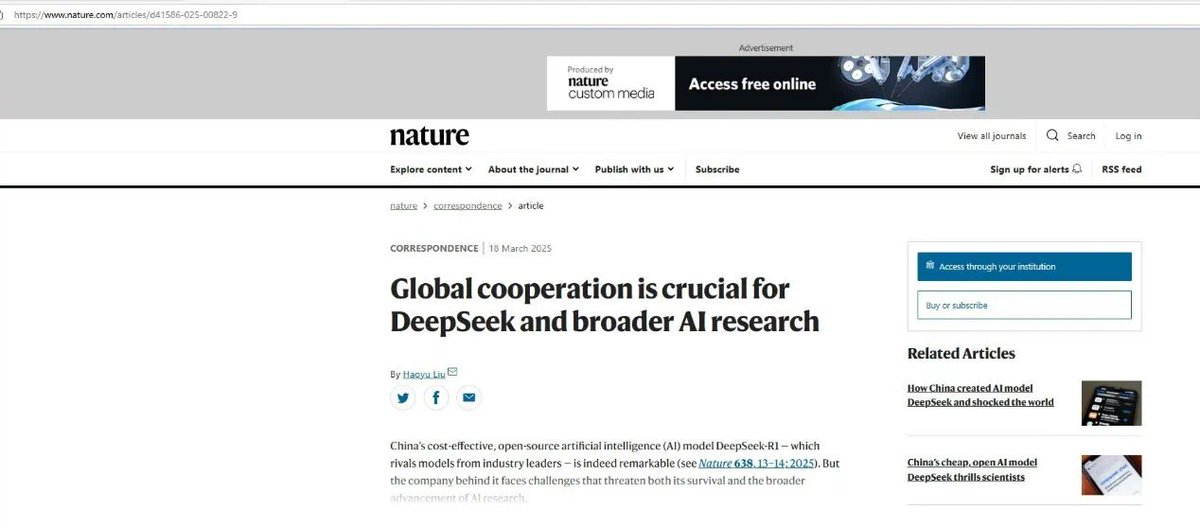 https://www.nature.com/articles/d41586-025-00822-9
Advertisement
Produced by
nature
custom media
Access free online
nature
View all journals
Search
Log in
Explore content
About the journal
Publish with us
Subscribe
Sign up for alerts
RSS feed
nature > correspondence > article
CORRESPONDENCE | 18 March 2025
Global cooperation is crucial for
DeepSeek and broader AI research
By Haoyu Liu
China's cost-effective, open-source artificial intelligence (AI) model DeepSeek-R1 — which
rivals models from industry leaders — is indeed remarkable (see Nature 638, 13–14; 2025). But
the company behind it faces challenges that threaten both its survival and the broader
advancement of AI research.
Access through your institution
Buy or subscribe
Related Articles
How China created AI model
DeepSeek and shocked the world
China's cheap, open AI model
DeepSeek thrills scientists